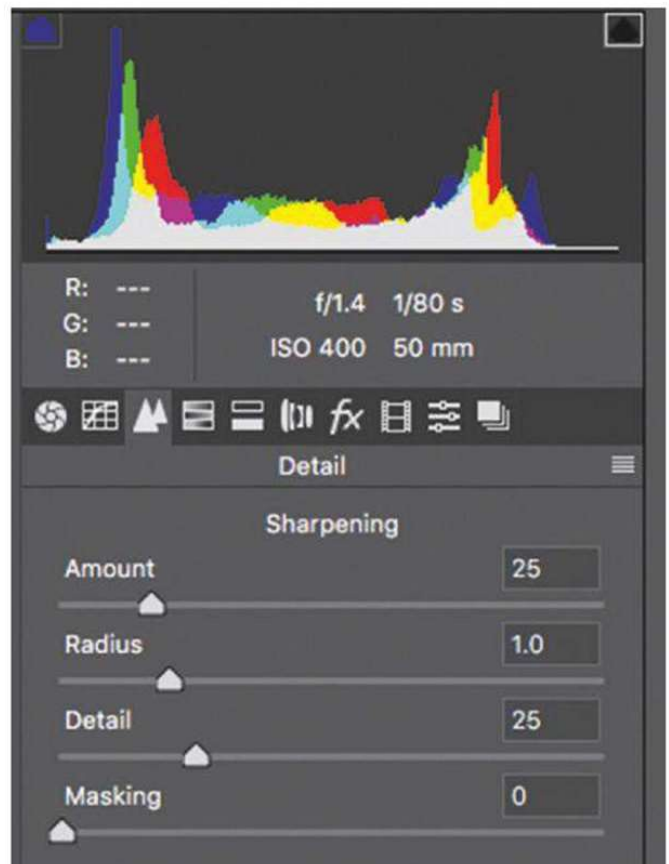 R: ---
G: ---
B: ---
f/1.4 1/80 s
ISO 400 50 mm
fx
Detail
Sharpening
Amount 25
Radius 1.0
Detail 25
Masking 0